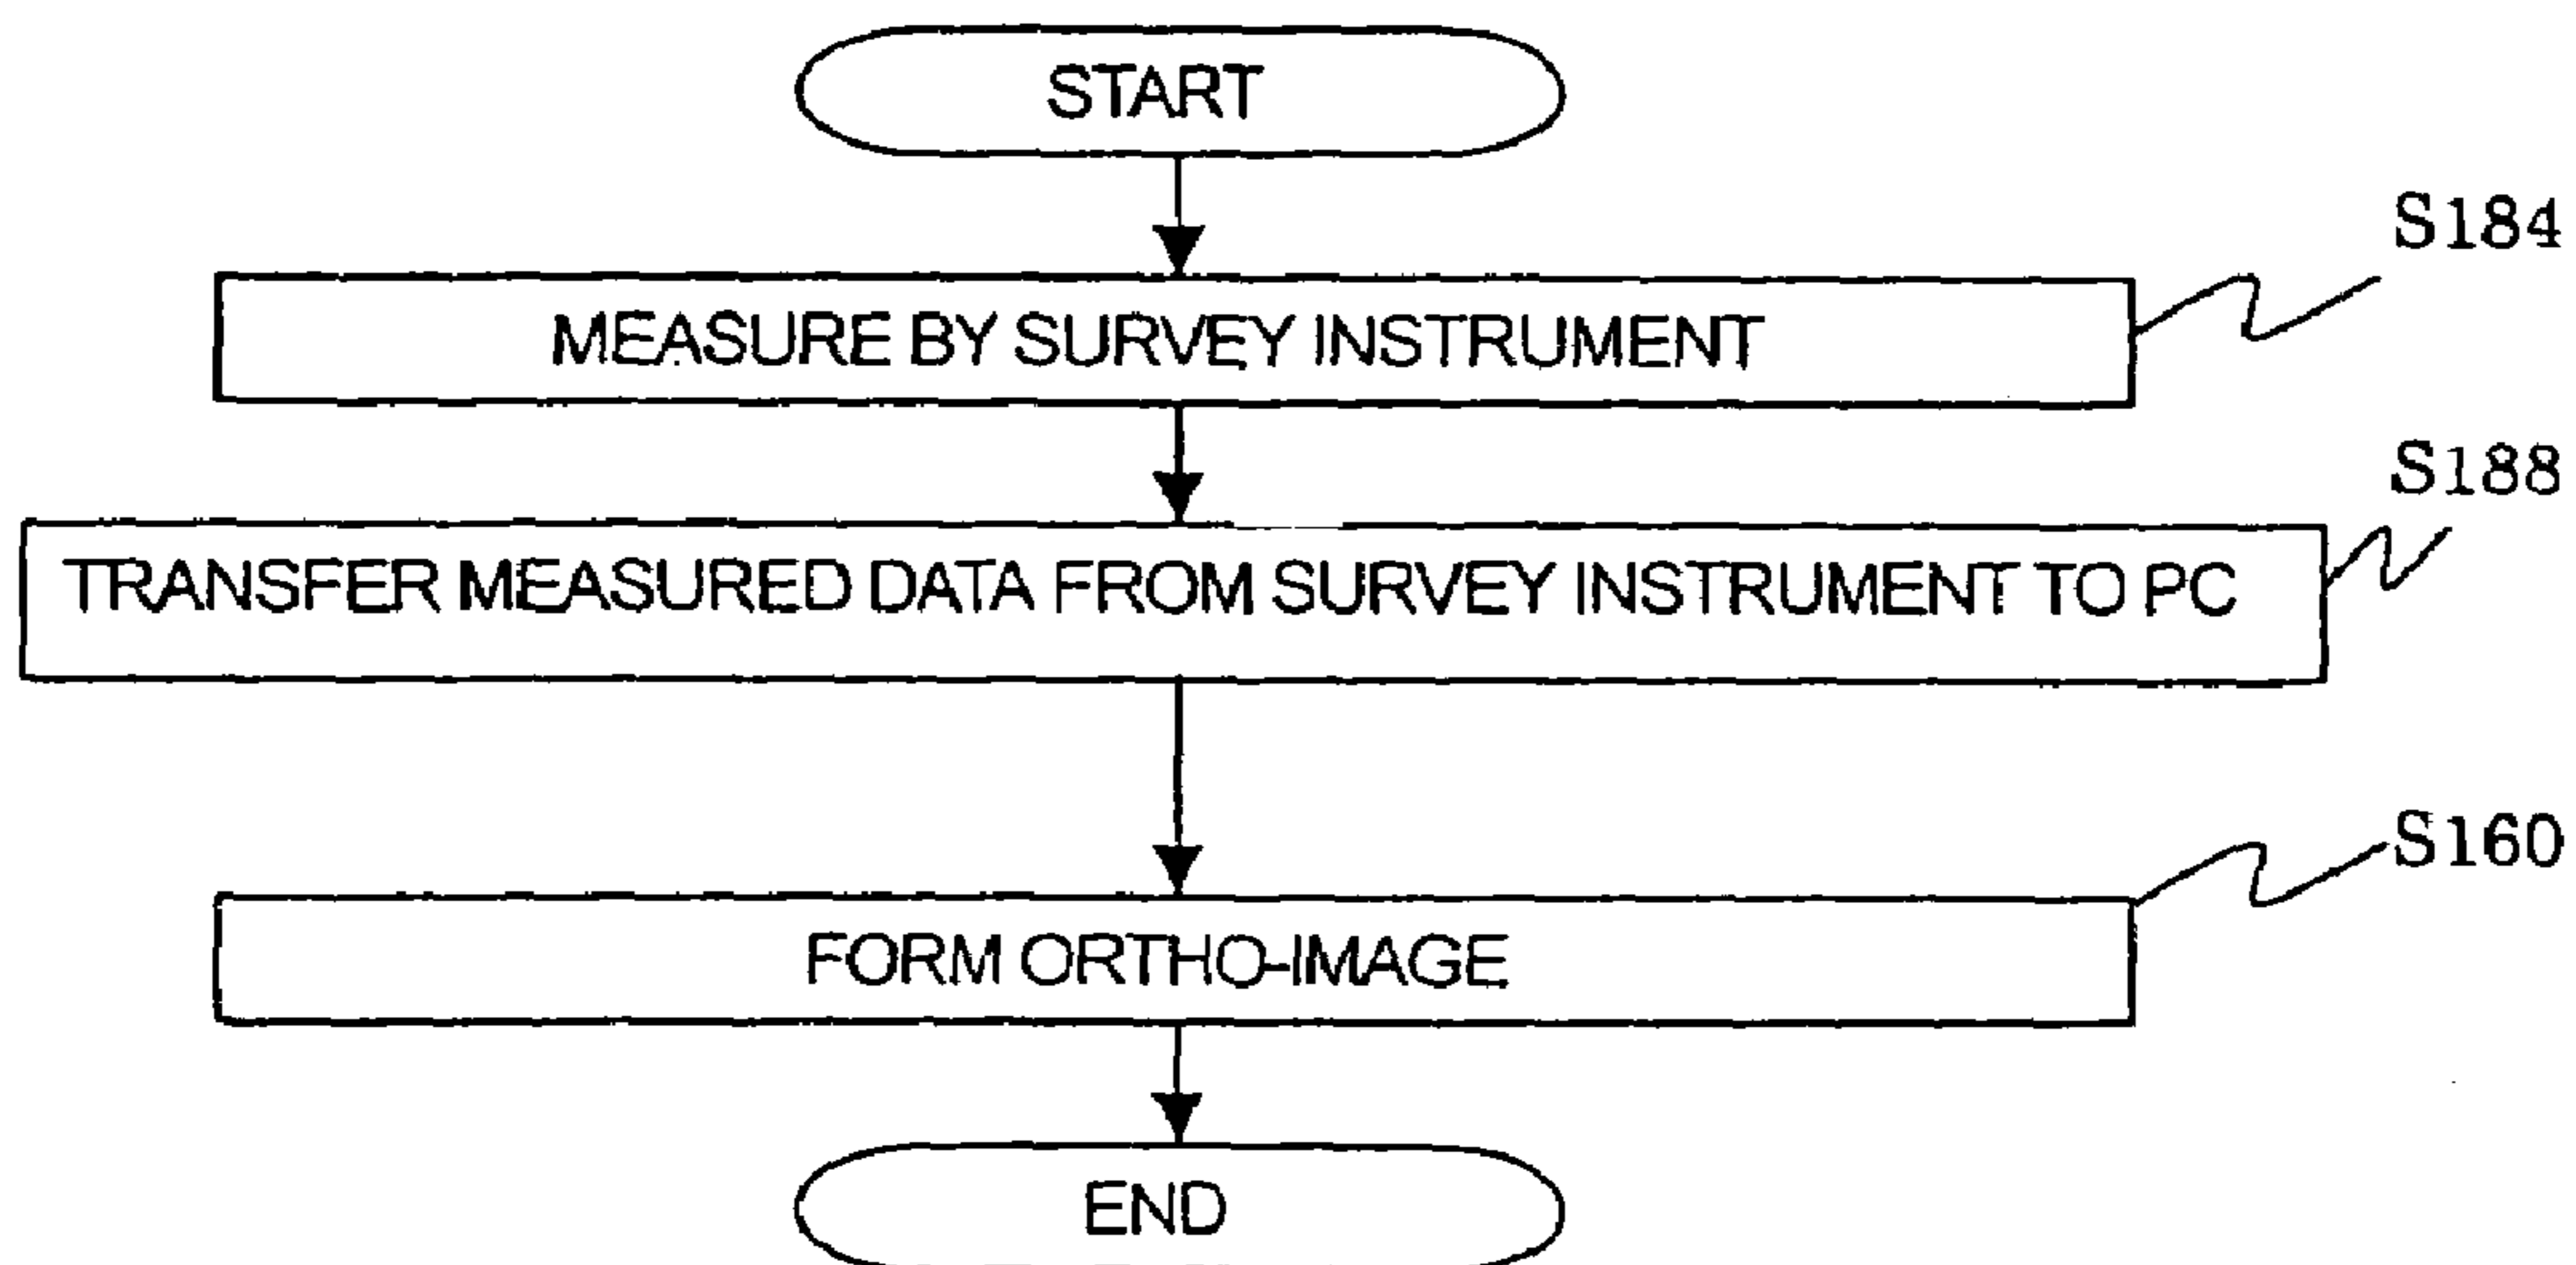 START
S184
MEASURE BY SURVEY INSTRUMENT
S188
TRANSFER MEASURED DATA FROM SURVEY INSTRUMENT TO PC
S160
FORM ORTHO-IMAGE
END